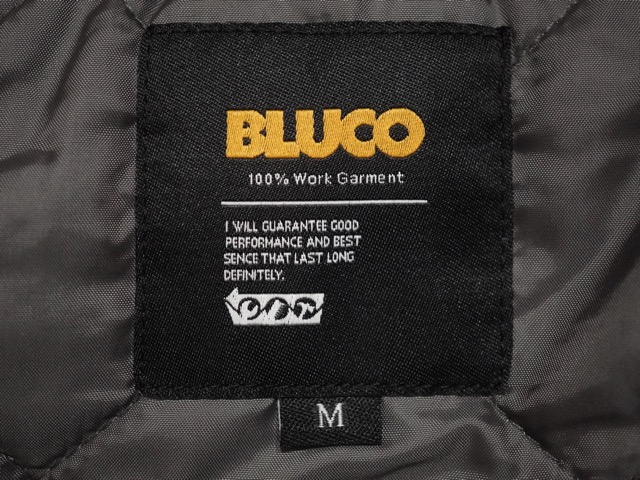 BLUCO
100% Work Garment
I WILL GUARANTEE GOOD
PERFORMANCE AND BEST
SENCE THAT LAST LONG
DEFINITELY.
M